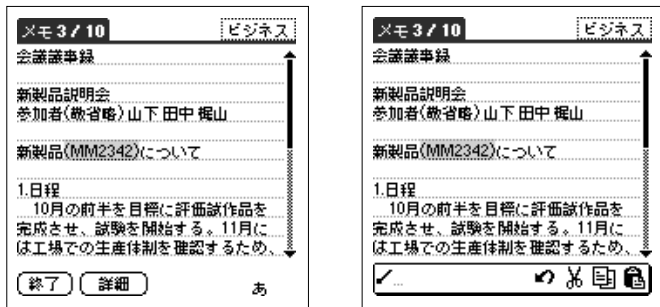 メモ 3 / 10 ビジネス
会議議事録
新製品説明会
参加者(敬省略)山下 田中 梶山
新製品(MM2342)について
1.日程
10月の前半を目標に評価試作品を
完成させ、試験を開始する。11月に
は工場での生産体制を確認するため、
終了 詳細 あ
メモ 3 / 10 ビジネス
会議議事録
新製品説明会
参加者(敬省略)山下 田中 梶山
新製品(MM2342)について
1.日程
10月の前半を目標に評価試作品を
完成させ、試験を開始する。11月に
は工場での生産体制を確認するため、
...